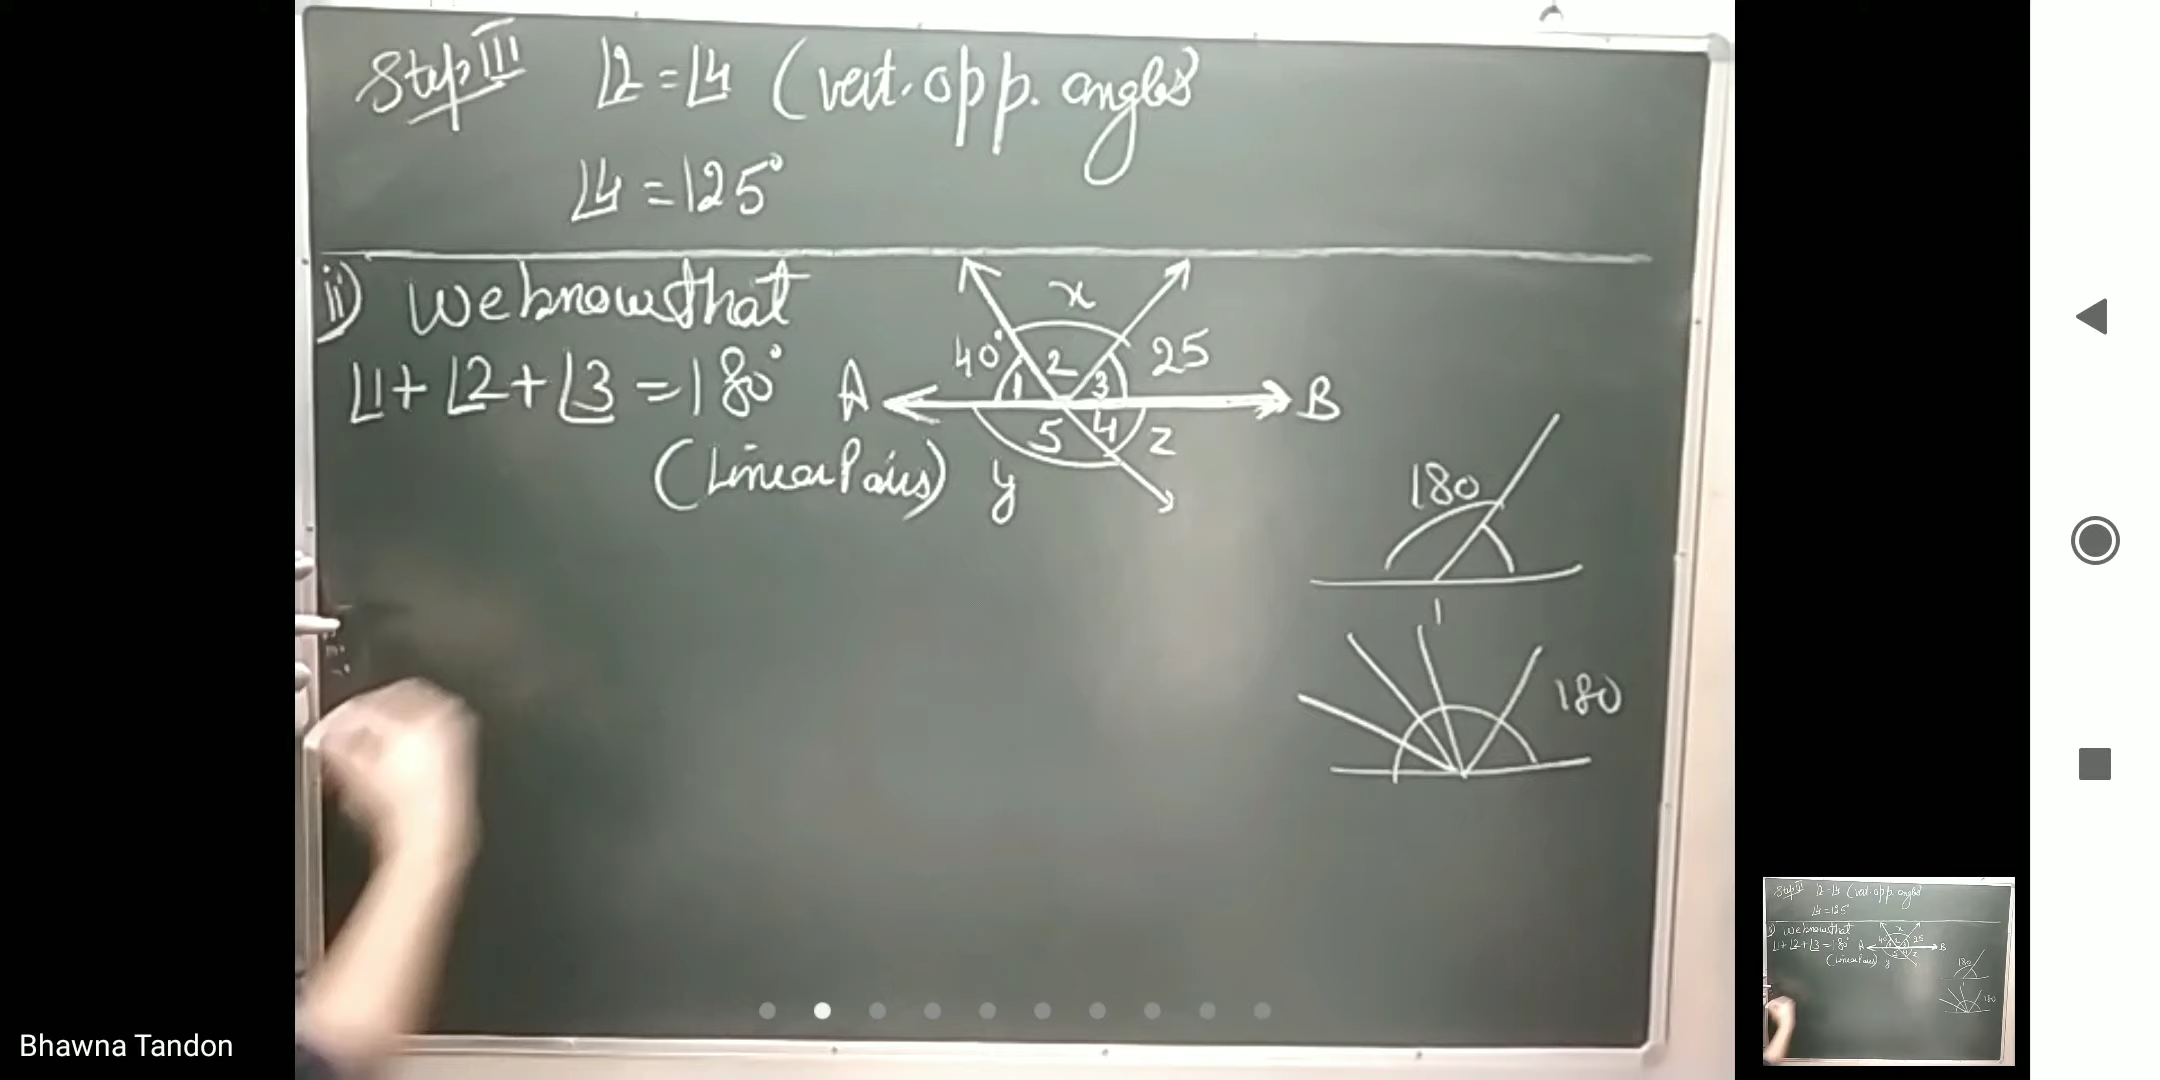 Step III ∠2 = ∠4 (vert. opp. angles
∠4 = 125°
ii) We know that
∠1 + ∠2 + ∠3 = 180°
(Linear Pairs)
x
40° 2 25
A 1 3 B
5 4 z
y
180
1
180
Bhawna Tandon